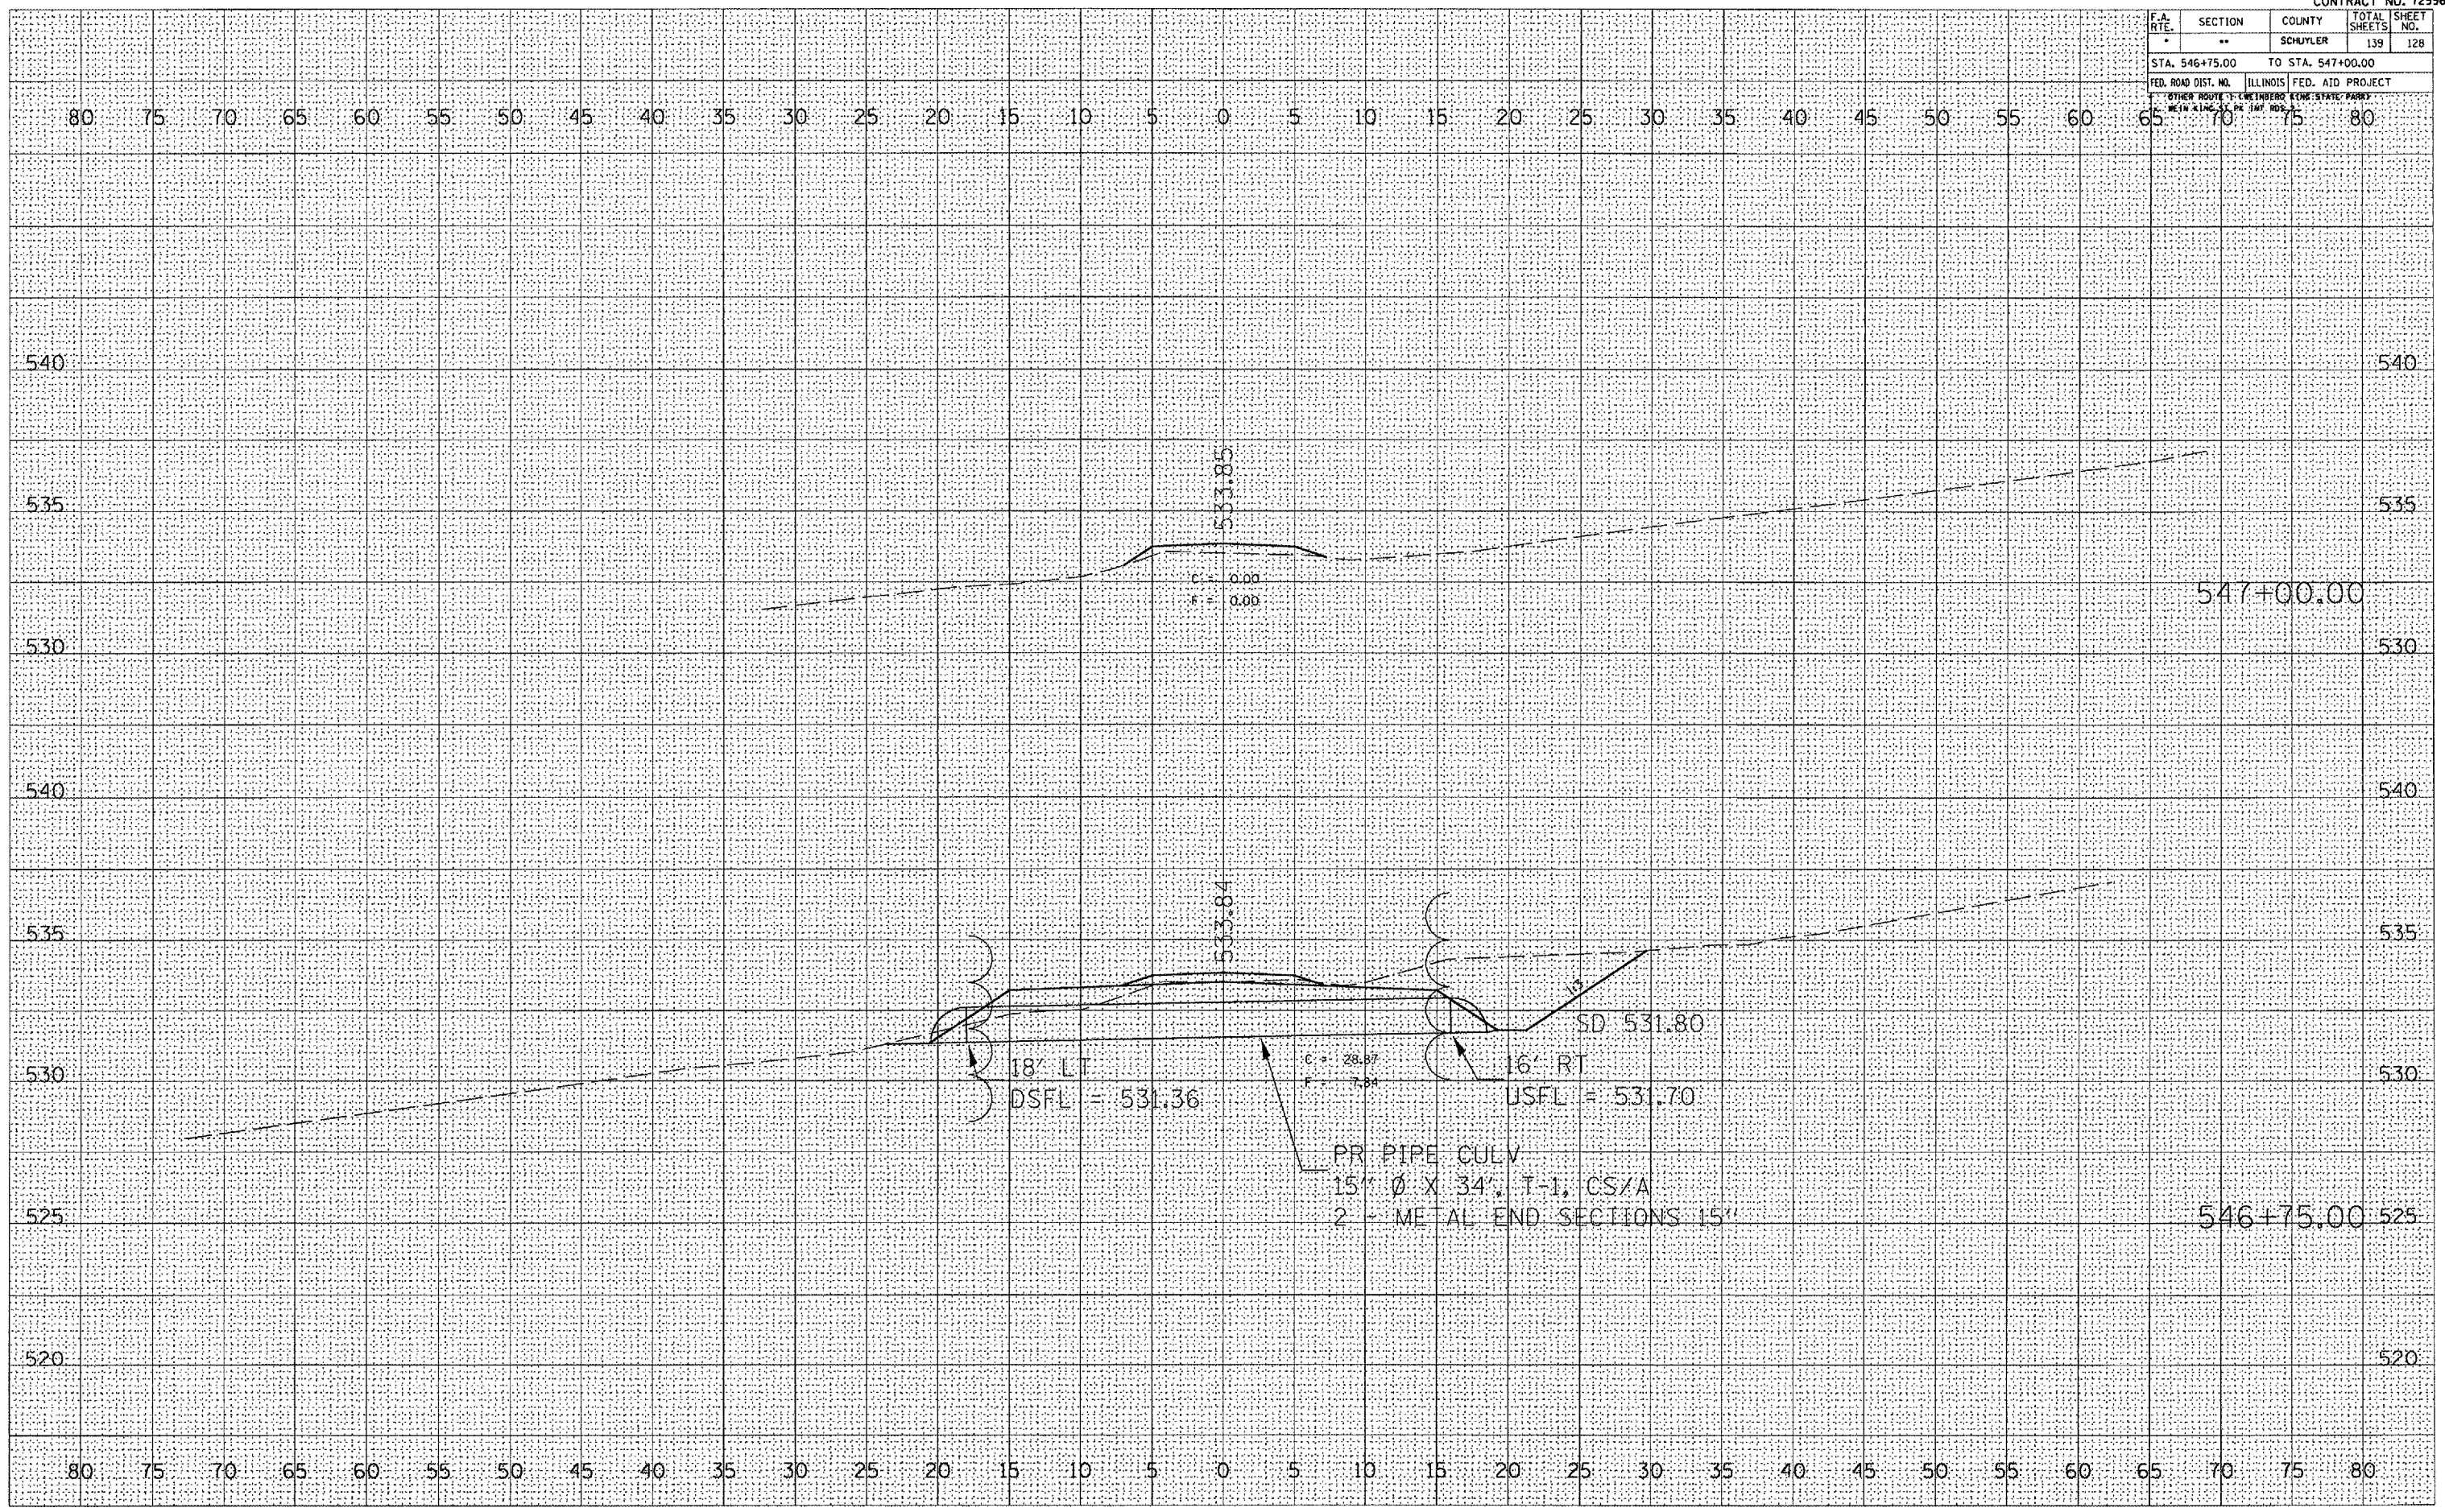 CONTRACT NO.
F.A. RTE. SECTION COUNTY TOTAL SHEETS SHEET NO.
* ** SCHUYLER 139 128
STA. 546+75.00 TO STA. 547+00.00
FED. ROAD DIST. NO. ILLINOIS FED. AID PROJECT
80 75 70 65 60 55 50 45 40 35 30 25 20 15 10 5 0 5 10 15 20 25 30 35 40 45 50 55 60 65 70 75 80
540 540
533.85
535 535
C = 0.00
F = 0.00
547+00.00
530 530
540 540
533.84
535 535
1:3
SD 531.80
18' LT
DSFL = 531.36
C = 28.87
F = 7.84
16' RT
USFL = 531.70
530 530
PR PIPE CULV
15" Ø X 34', T-1, CS/A
2 - METAL END SECTIONS 15"
525 546+75.00 525
520 520
80 75 70 65 60 55 50 45 40 35 30 25 20 15 10 5 0 5 10 15 20 25 30 35 40 45 50 55 60 65 70 75 80